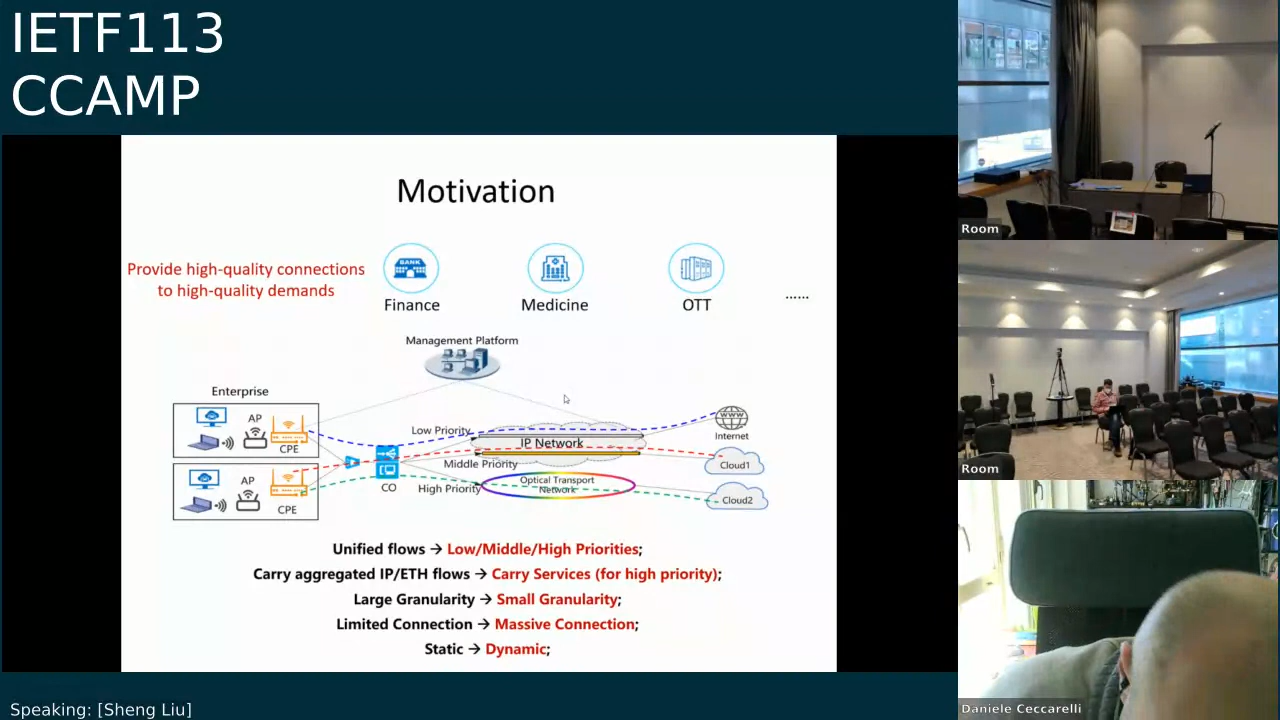 IETF113
CCAMP
Motivation
Provide high-quality connections
to high-quality demands
BANK
Finance
Medicine
OTT
......
Management Platform
Enterprise
AP
CPE
AP
CPE
CO
Low Priority
Middle Priority
High Priority
IP Network
Optical Transport
Network
WWW
Internet
Cloud1
Cloud2
Unified flows → Low/Middle/High Priorities;
Carry aggregated IP/ETH flows → Carry Services (for high priority);
Large Granularity → Small Granularity;
Limited Connection → Massive Connection;
Static → Dynamic;
Speaking: [Sheng Liu]
Room
Room
Daniele Ceccarelli